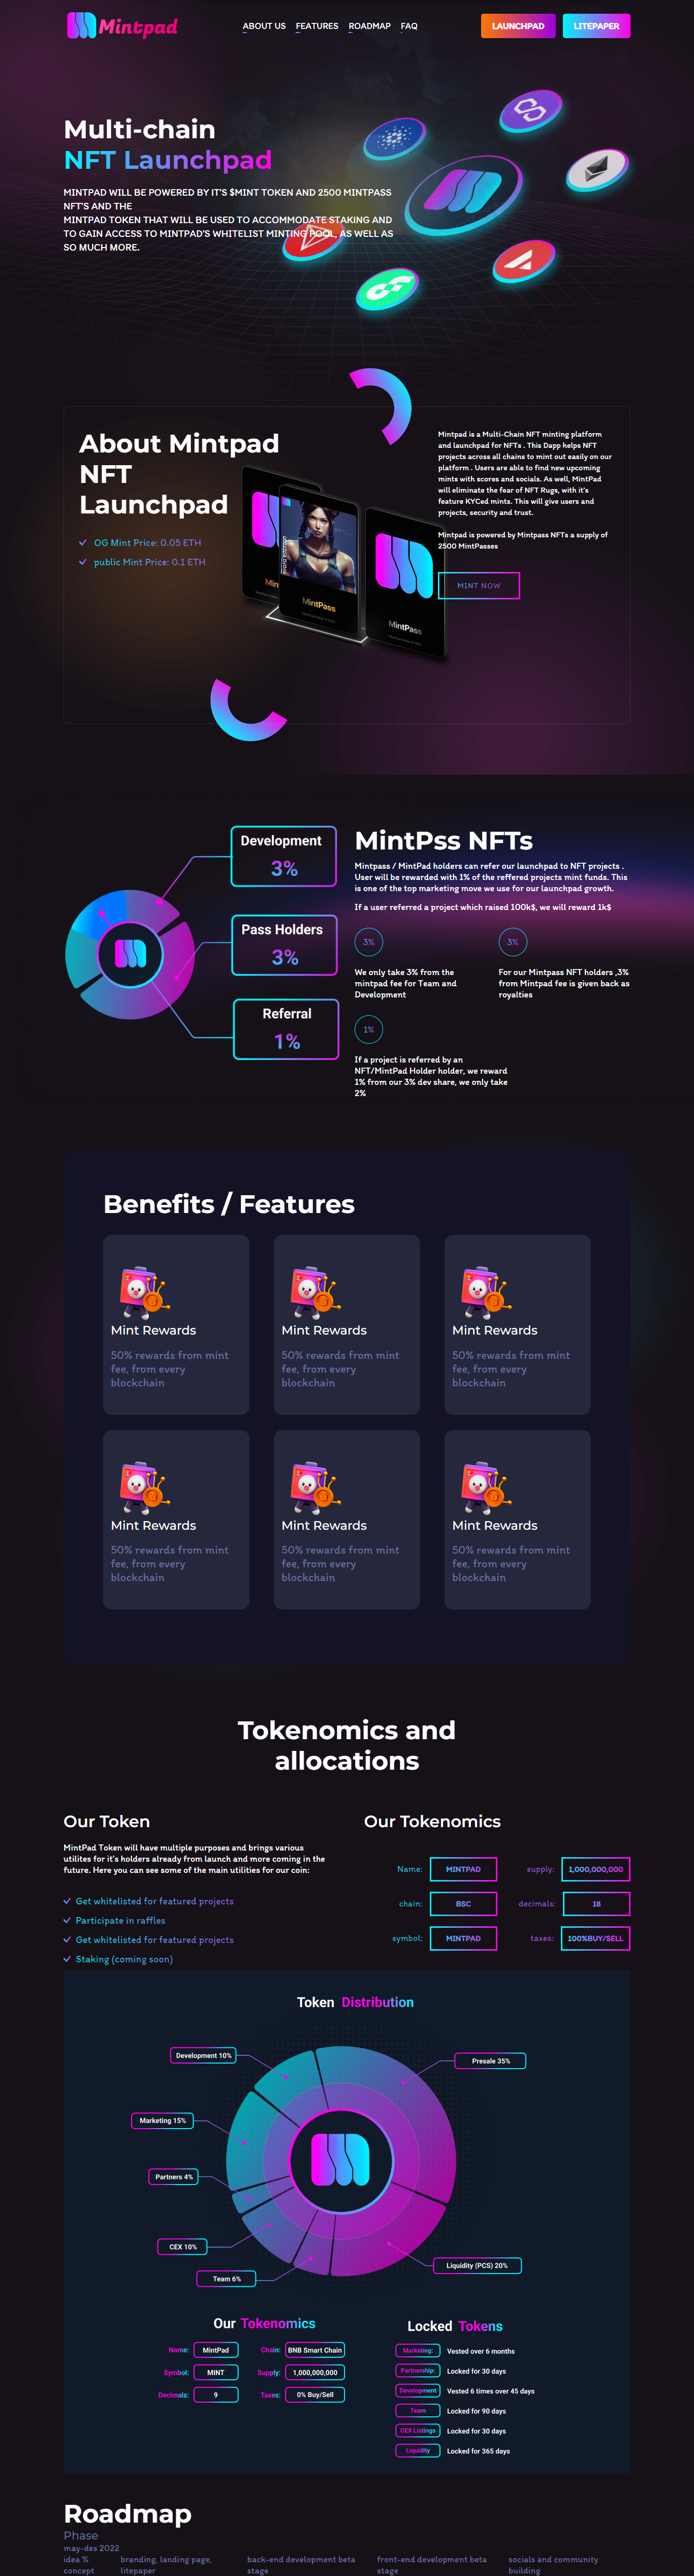 Mintpad
ABOUT US
FEATURES
ROADMAP
FAQ
LAUNCHPAD
LITEPAPER
Multi-chain
NFT Launchpad
MINTPAD WILL BE POWERED BY IT'S $MINT TOKEN AND 2500 MINTPASS
NFT'S AND THE
MINTPAD TOKEN THAT WILL BE USED TO ACCOMMODATE STAKING AND
TO GAIN ACCESS TO MINTPAD'S WHITELIST MINTING POOL, AS WELL AS
SO MUCH MORE.
About Mintpad
NFT
Launchpad
OG Mint Price: 0.05 ETH
public Mint Price: 0.1 ETH
MintPass
MintPass
Mintpad is a Multi-Chain NFT minting platform
and launchpad for NFTs . This Dapp helps NFT
projects across all chains to mint out easily on our
platform . Users are able to find new upcoming
mints with scores and socials. As well, MintPad
will eliminate the fear of NFT Rugs, with it's
feature KYCed mints. This will give users and
projects, security and trust.
Mintpad is powered by Mintpass NFTs a supply of
2500 MintPasses
MINT NOW
Development
3%
Pass Holders
3%
Referral
1%
MintPss NFTs
Mintpass / MintPad holders can refer our launchpad to NFT projects .
User will be rewarded with 1% of the reffered projects mint funds. This
is one of the top marketing move we use for our launchpad growth.
If a user referred a project which raised 100k$, we will reward 1k$
3%
We only take 3% from the
mintpad fee for Team and
Development
3%
For our Mintpass NFT holders ,3%
from Mintpad fee is given back as
royalties
1%
If a project is referred by an
NFT/MintPad Holder holder, we reward
1% from our 3% dev share, we only take
2%
Benefits / Features
Mint Rewards
50% rewards from mint
fee, from every
blockchain
Mint Rewards
50% rewards from mint
fee, from every
blockchain
Mint Rewards
50% rewards from mint
fee, from every
blockchain
Mint Rewards
50% rewards from mint
fee, from every
blockchain
Mint Rewards
50% rewards from mint
fee, from every
blockchain
Mint Rewards
50% rewards from mint
fee, from every
blockchain
Tokenomics and
allocations
Our Token
MintPad Token will have multiple purposes and brings various
utilites for it's holders already from launch and more coming in the
future. Here you can see some of the main utilities for our coin:
Get whitelisted for featured projects
Participate in raffles
Get whitelisted for featured projects
Staking (coming soon)
Our Tokenomics
Name: MINTPAD
supply: 1,000,000,000
chain: BSC
decimals: 18
symbol: MINTPAD
taxes: 100%BUY/SELL
Token Distribution
Development 10%
Presale 35%
Marketing 15%
Partners 4%
CEX 10%
Team 6%
Liquidity (PCS) 20%
Our Tokenomics
Name: MintPad
Chain: BNB Smart Chain
Symbol: MINT
Supply: 1,000,000,000
Decimals: 9
Taxes: 0% Buy/Sell
Locked Tokens
Marketing: Vested over 6 months
Partnership: Locked for 30 days
Development Vested 6 times over 45 days
Team Locked for 90 days
CEX Listings Locked for 30 days
Liquidity Locked for 365 days
Roadmap
Phase
may-des 2022
idea %
concept
branding, landing page,
litepaper
back-end development beta
stage
front-end development beta
stage
socials and community
building